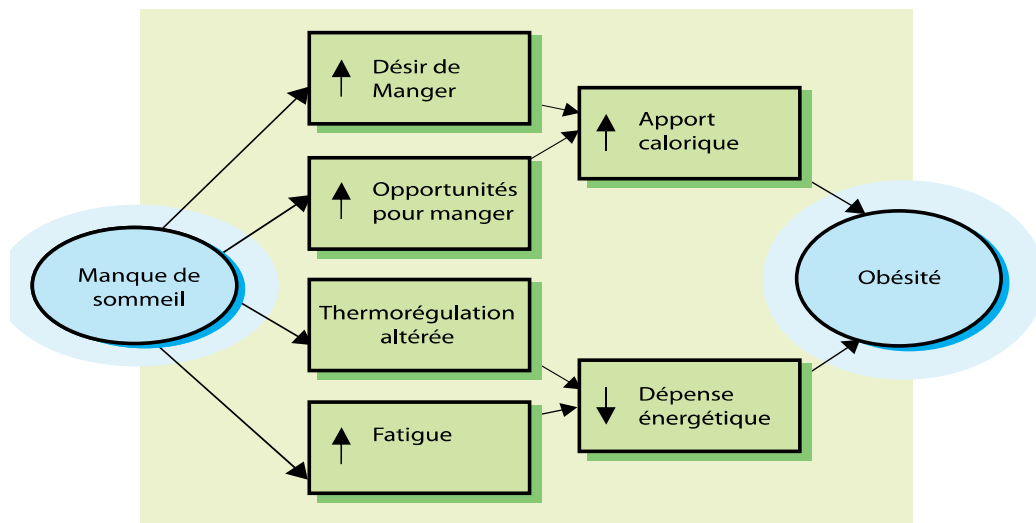 Désir de
Manger
Apport
calorique
Opportunités
pour manger
Manque de
sommeil
Obésité
Thermorégulation
altérée
Dépense
énergétique
Fatigue